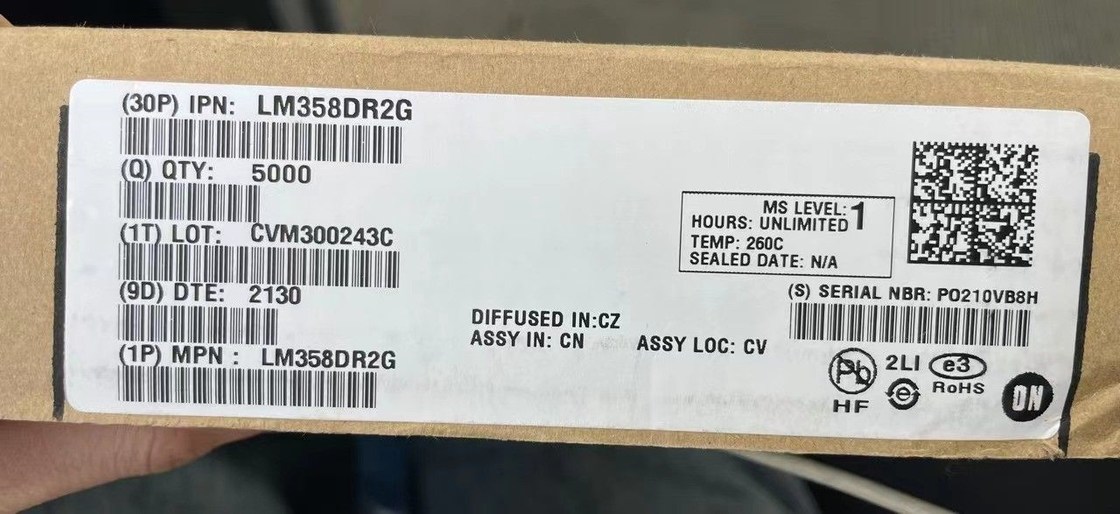 (30P) IPN: LM358DR2G
(Q) QTY: 5000
(1T) LOT: CVM300243C
(9D) DTE: 2130
(1P) MPN : LM358DR2G
DIFFUSED IN:CZ
ASSY IN: CN ASSY LOC: CV
MS LEVEL: 1
HOURS: UNLIMITED
TEMP: 260C
SEALED DATE: N/A
(S) SERIAL NBR: PO210VB8H
Pb 2LI e3
HF e RoHS
ON